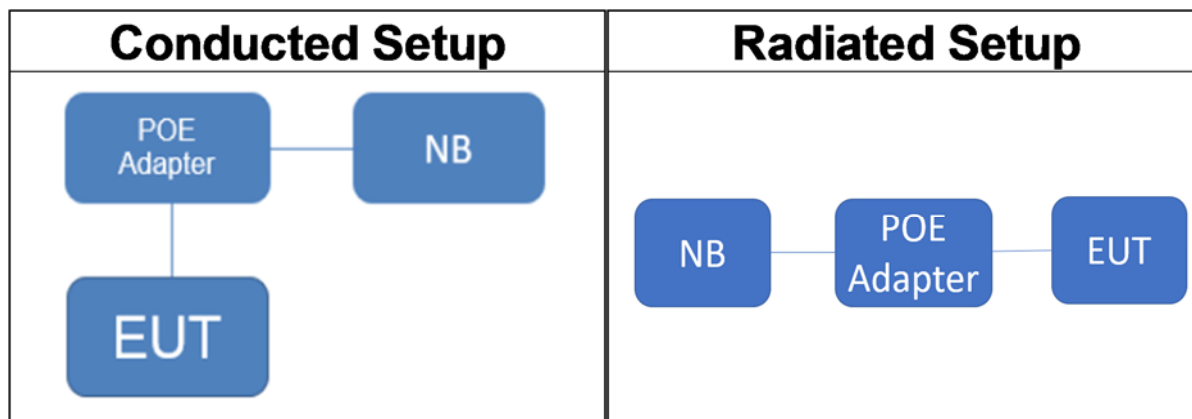 Conducted Setup
POE
Adapter
NB
EUT
Radiated Setup
NB
POE
Adapter
EUT